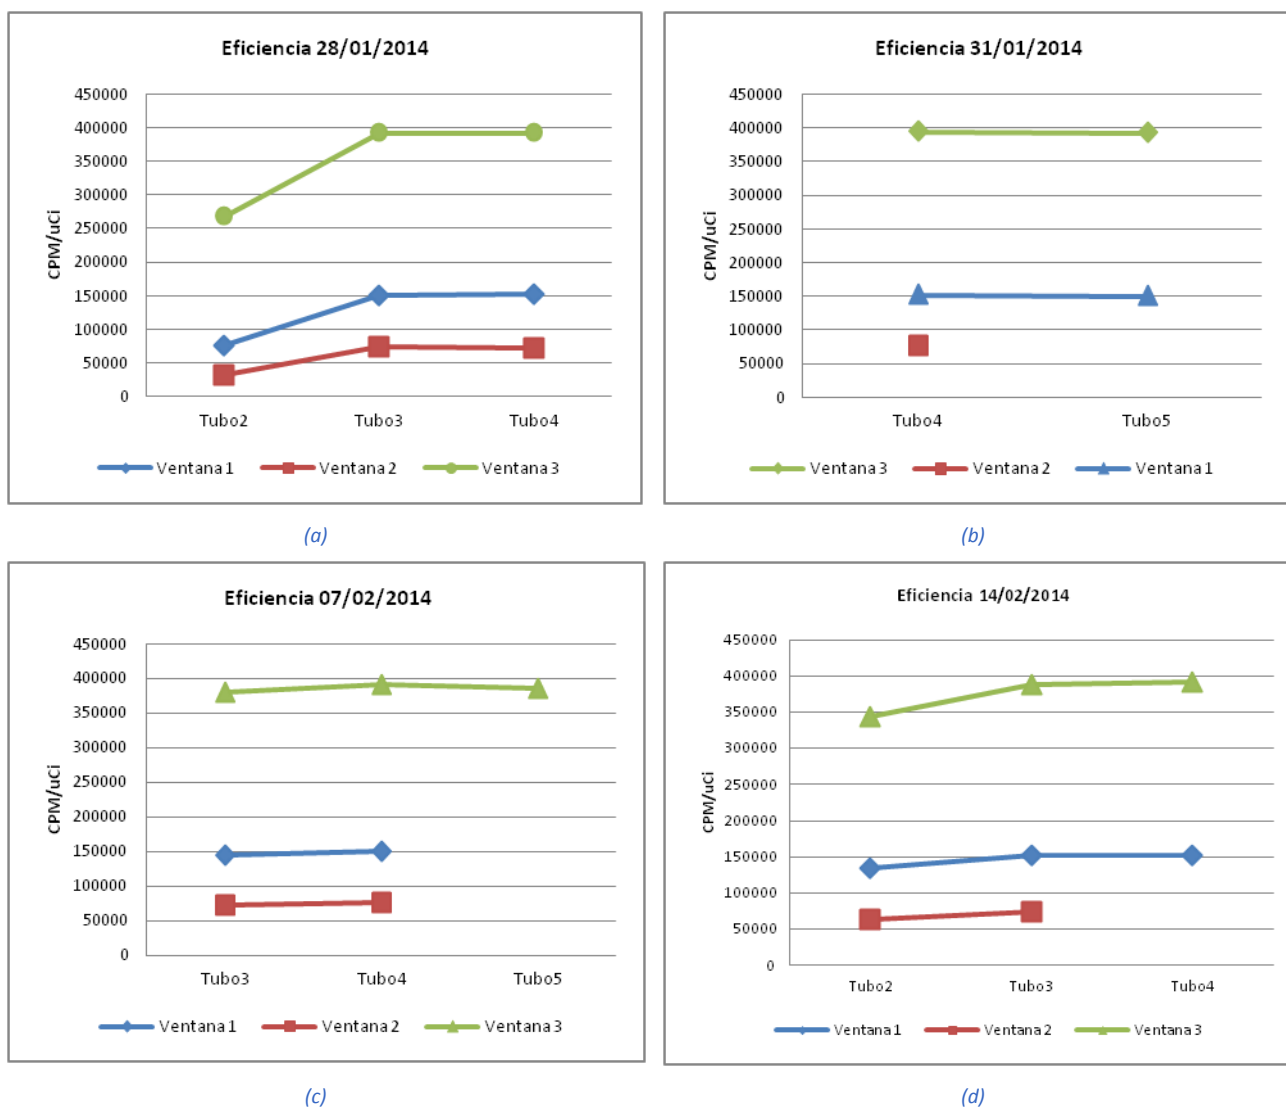 Eficiencia 28/01/2014
450000
400000
350000
300000
250000
200000
150000
100000
50000
0
CPM/uCi
Tubo2 Tubo3 Tubo4
Ventana 1 Ventana 2 Ventana 3
(a)
Eficiencia 31/01/2014
450000
400000
350000
300000
250000
200000
150000
100000
50000
0
CPM/uCi
Tubo4 Tubo5
Ventana 3 Ventana 2 Ventana 1
(b)
Eficiencia 07/02/2014
450000
400000
350000
300000
250000
200000
150000
100000
50000
0
CPM/uCi
Tubo3 Tubo4 Tubo5
Ventana 1 Ventana 2 Ventana 3
(c)
Eficiencia 14/02/2014
450000
400000
350000
300000
250000
200000
150000
100000
50000
0
CPM/uCi
Tubo2 Tubo3 Tubo4
Ventana 1 Ventana 2 Ventana 3
(d)